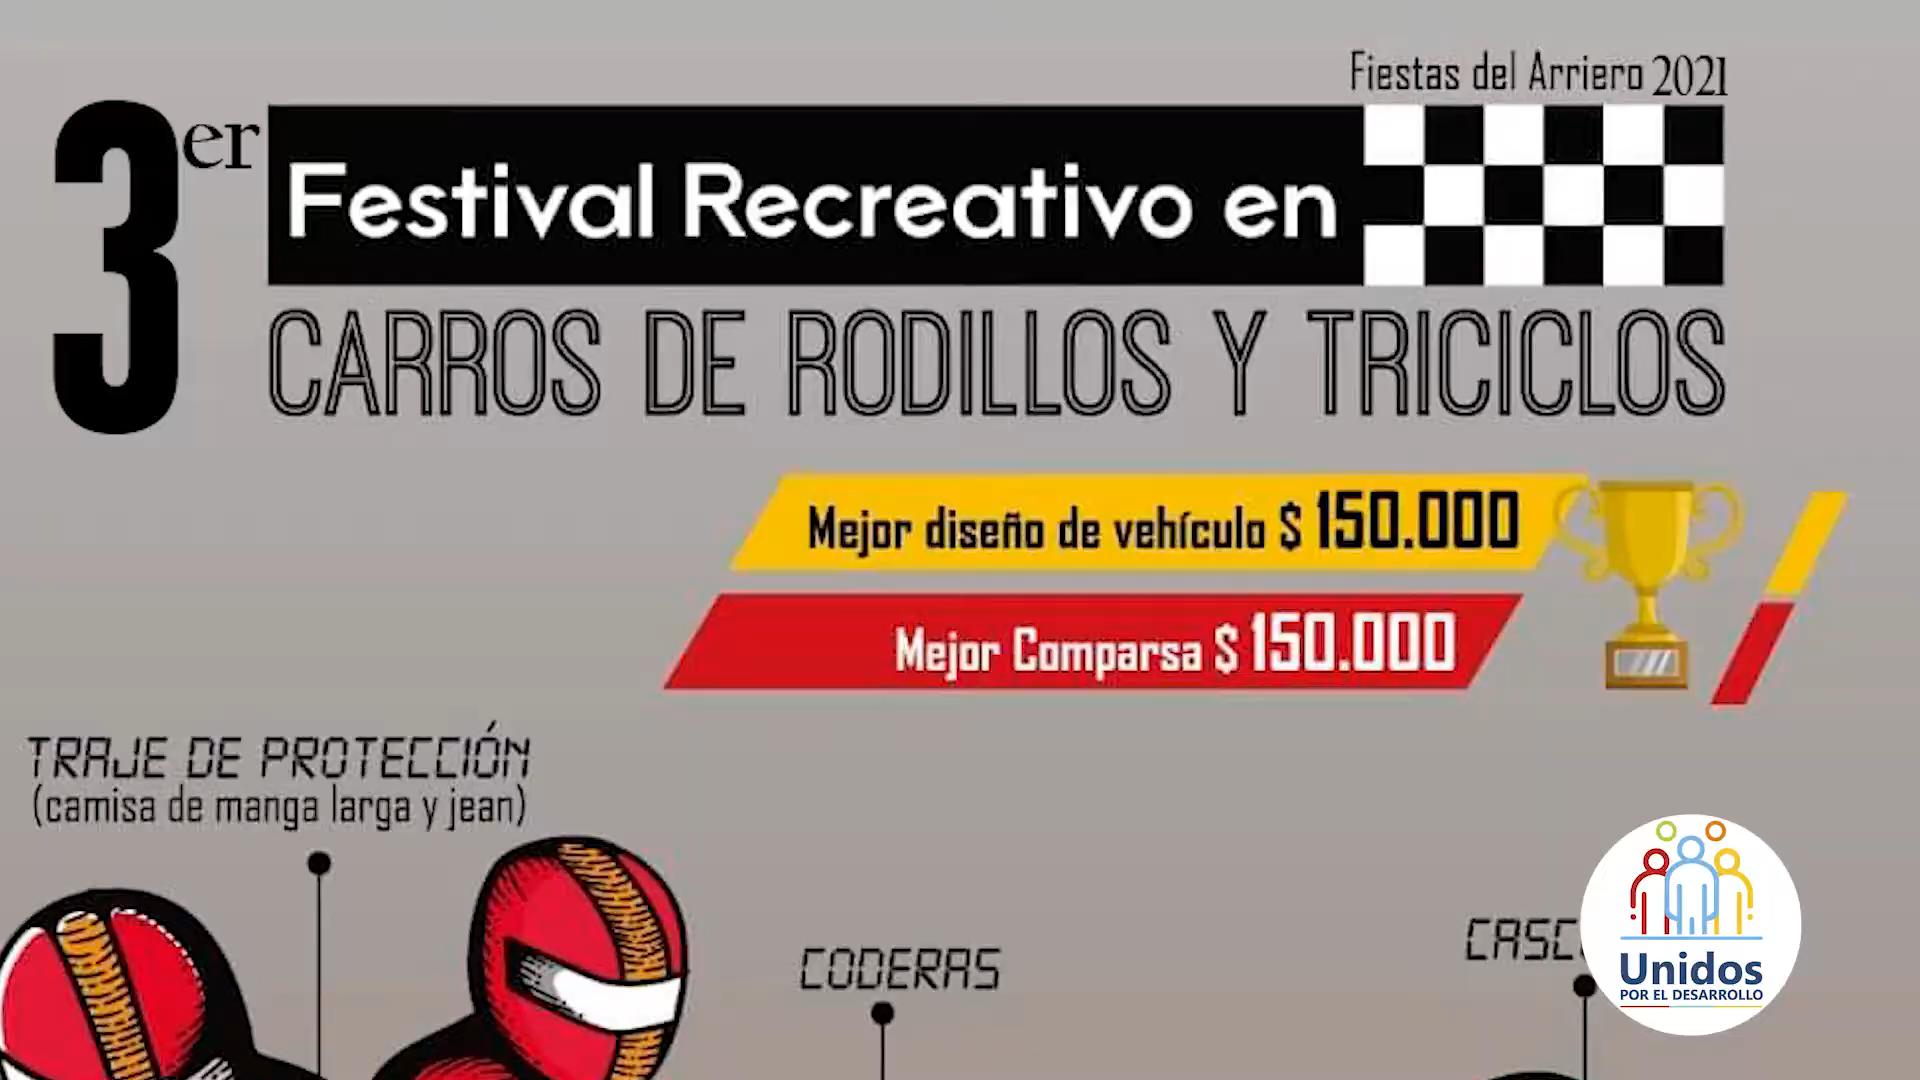 Fiestas del Arriero 2021
3er Festival Recreativo en
CARROS DE RODILLOS Y TRICICLOS
Mejor diseño de vehículo $ 150.000
Mejor Comparsa $ 150.000
TRAJE DE PROTECCIÓN
(camisa de manga larga y jean)
CODERAS
Unidos
POR EL DESARROLLO